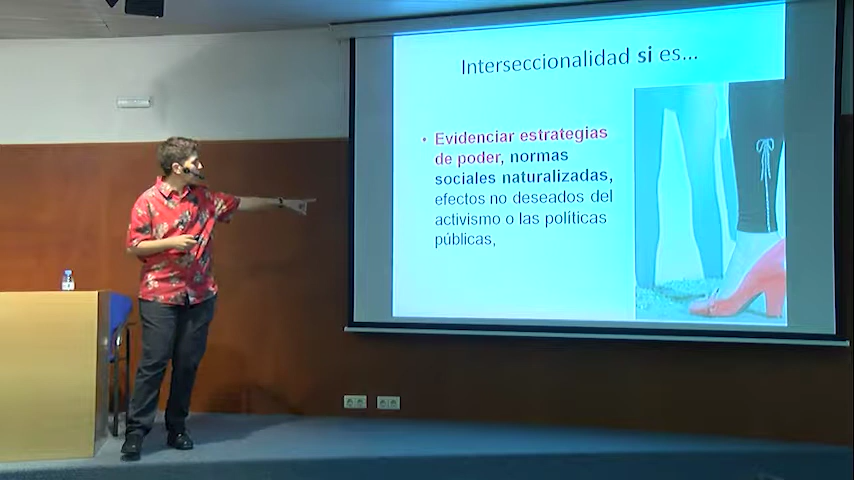 Interseccionalidad si es...
• Evidenciar estrategias
de poder, normas
sociales naturalizadas,
efectos no deseados del
activismo o las políticas
públicas,